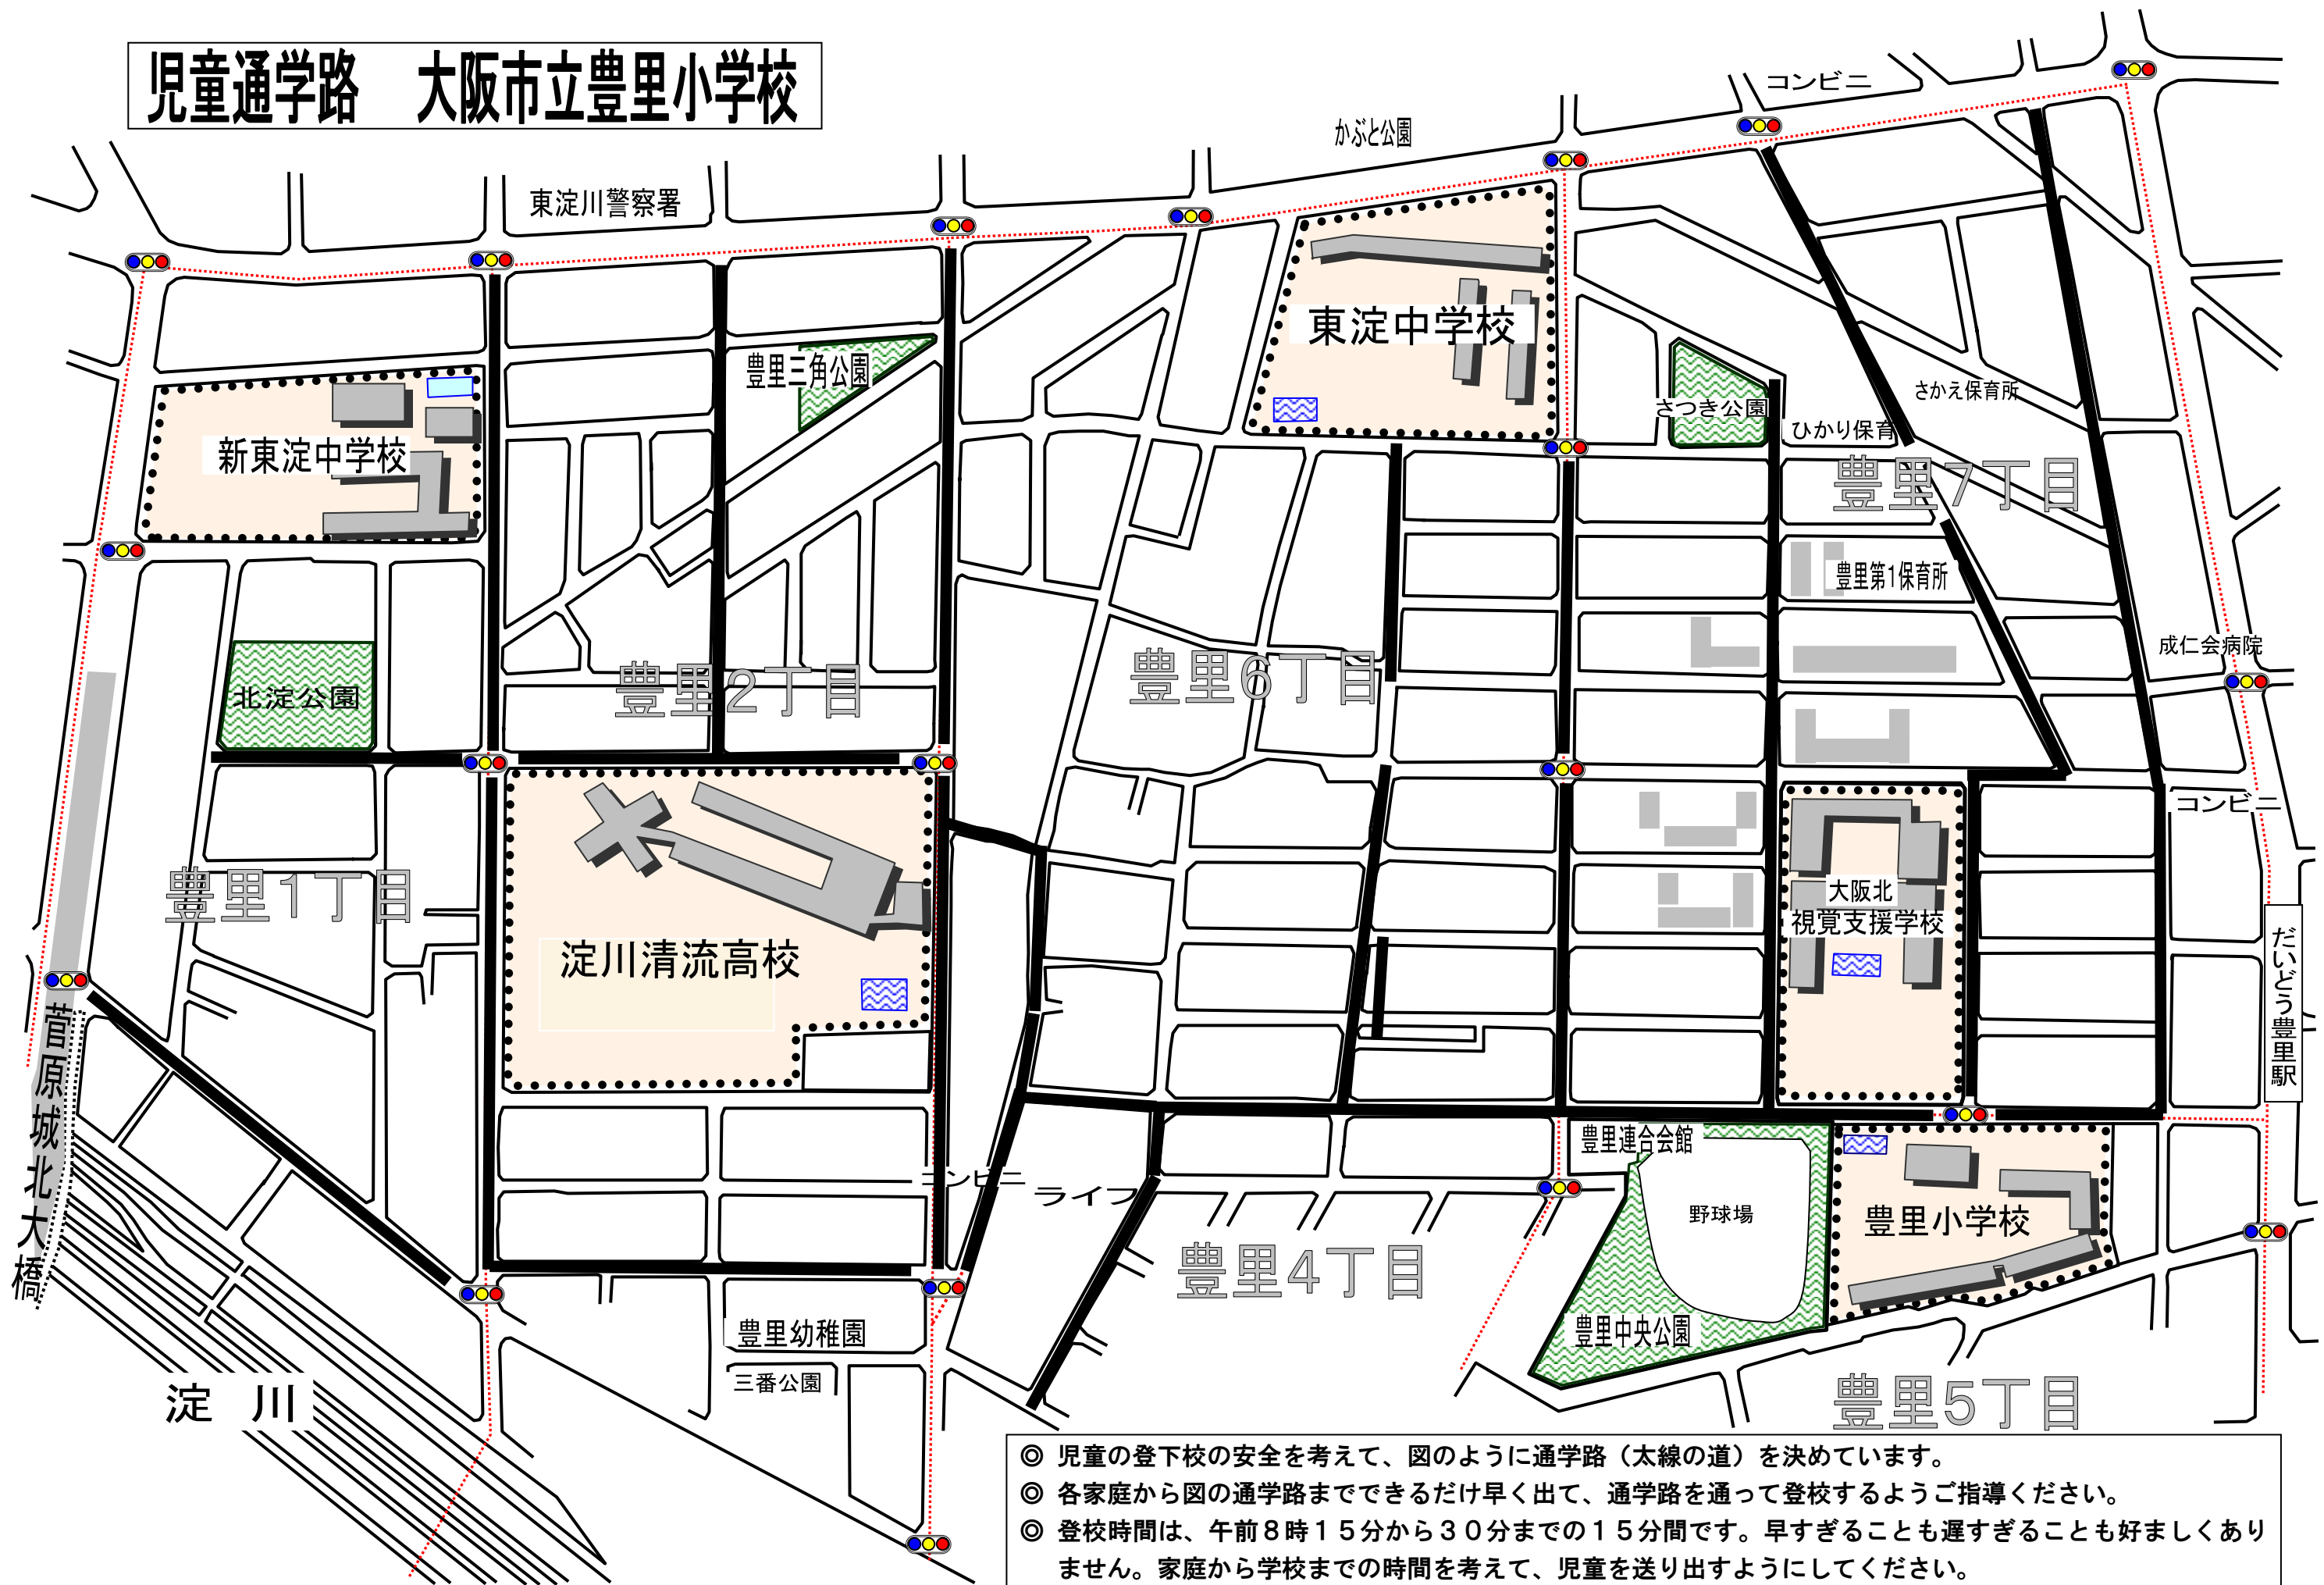 児童通学路　大阪市立豊里小学校
コンビニ
かぶと公園
東淀川警察署
東淀中学校
豊里三角公園
さつき公園
さかえ保育所
ひかり保育
新東淀中学校
豊里7丁目
豊里第1保育所
成仁会病院
北淀公園
豊里2丁目
豊里6丁目
コンビニ
豊里1丁目
大阪北
視覚支援学校
淀川清流高校
だいどう豊里駅
菅原城北大橋
豊里連合会館
コンビニ
ライフ
野球場
豊里小学校
豊里4丁目
豊里幼稚園
豊里中央公園
三番公園
淀　川
豊里5丁目
◎ 児童の登下校の安全を考えて、図のように通学路（太線の道）を決めています。
◎ 各家庭から図の通学路までできるだけ早く出て、通学路を通って登校するようご指導ください。
◎ 登校時間は、午前８時１５分から３０分までの１５分間です。早すぎることも遅すぎることも好ましくあり
ません。家庭から学校までの時間を考えて、児童を送り出すようにしてください。